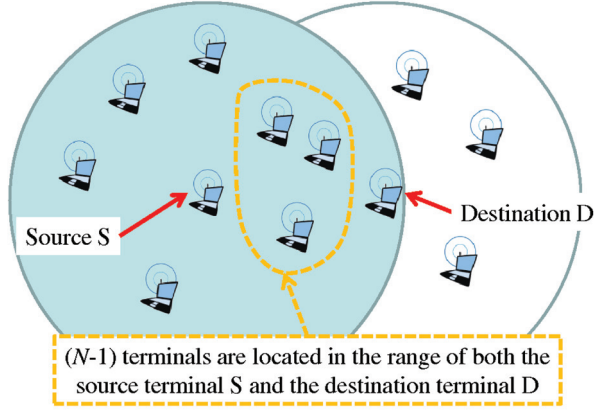 Source S
Destination D
(N-1) terminals are located in the range of both the
source terminal S and the destination terminal D